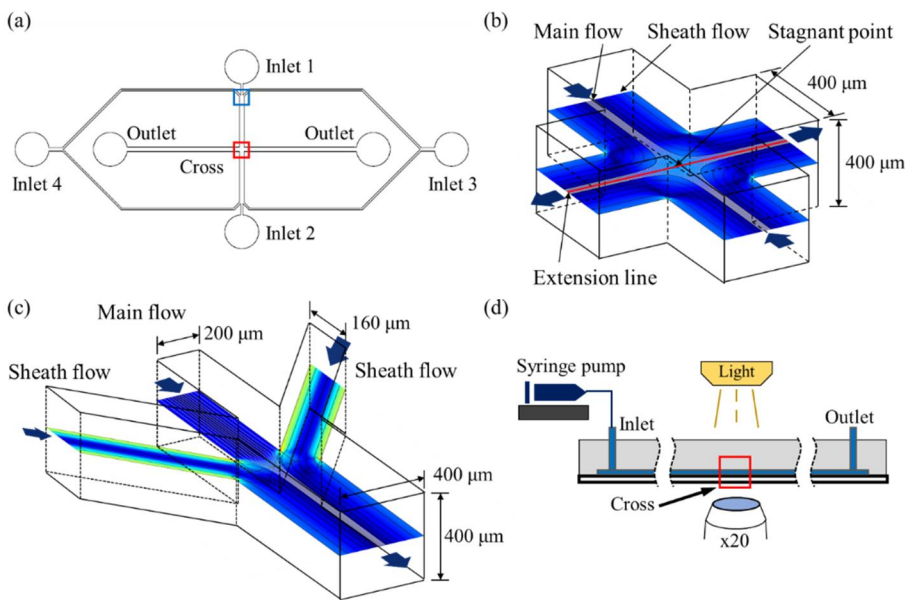 (a)
Inlet 1
Outlet
Outlet
Cross
Inlet 4
Inlet 3
Inlet 2
(b)
Main flow
Sheath flow
Stagnant point
400 μm
400 μm
Extension line
(c)
Main flow
200 μm
160 μm
Sheath flow
Sheath flow
400 μm
400 μm
(d)
Syringe pump
Light
Inlet
Outlet
Cross
x20